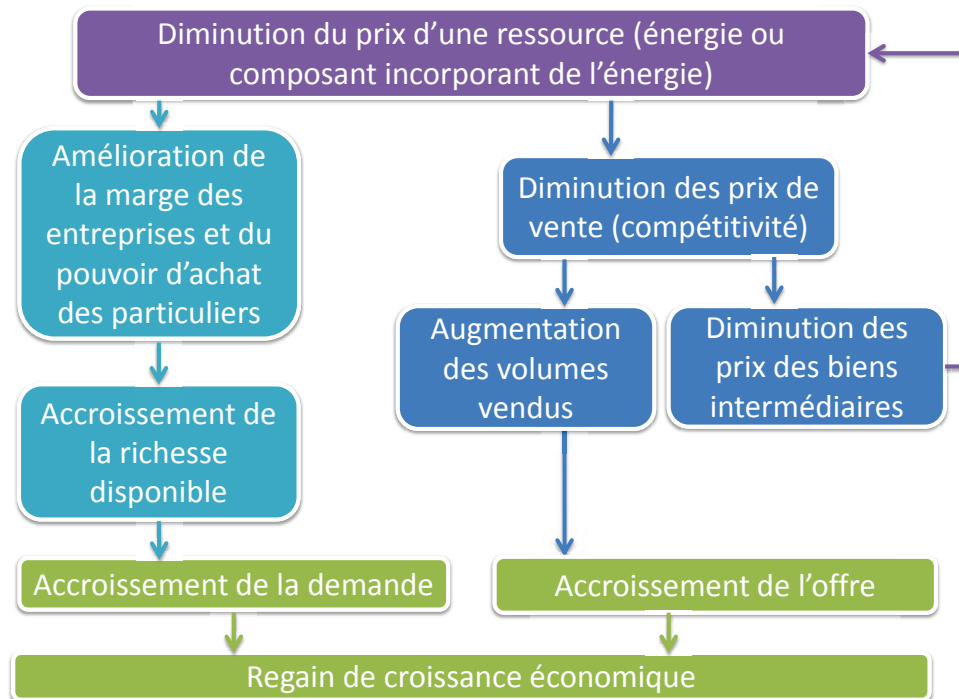 Diminution du prix d’une ressource (énergie ou
composant incorporant de l’énergie)
Amélioration de
la marge des
entreprises et du
pouvoir d’achat
des particuliers
Diminution des prix de
vente (compétitivité)
Augmentation
des volumes
vendus
Diminution des
prix des biens
intermédiaires
Accroissement de
la richesse
disponible
Accroissement de la demande
Accroissement de l’offre
Regain de croissance économique